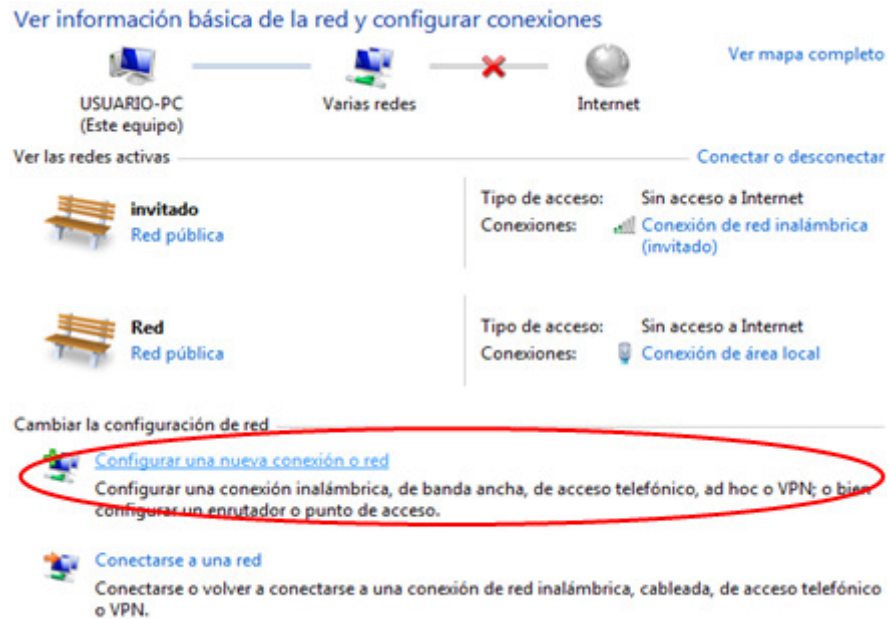 Ver información básica de la red y configurar conexiones
Ver mapa completo
USUARIO-PC
(Este equipo)
Varias redes
Internet
Ver las redes activas
Conectar o desconectar
invitado
Red pública
Tipo de acceso: Sin acceso a Internet
Conexiones: Conexión de red inalámbrica
(invitado)
Red
Red pública
Tipo de acceso: Sin acceso a Internet
Conexiones: Conexión de área local
Cambiar la configuración de red
Configurar una nueva conexión o red
Configurar una conexión inalámbrica, de banda ancha, de acceso telefónico, ad hoc o VPN; o bien
configurar un enrutador o punto de acceso.
Conectarse a una red
Conectarse o volver a conectarse a una conexión de red inalámbrica, cableada, de acceso telefónico
o VPN.